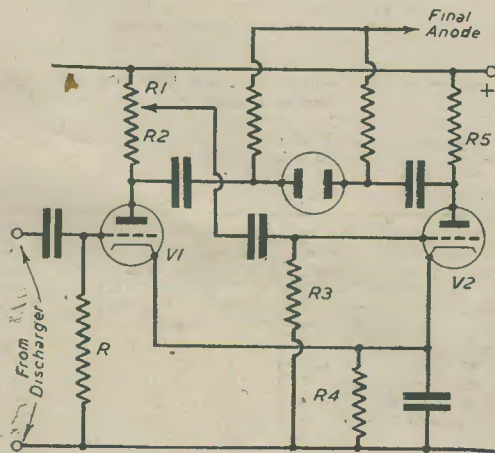 Final
Anode
R1
+
R2
R5
V1
V2
R3
R
R4
From
Discharger